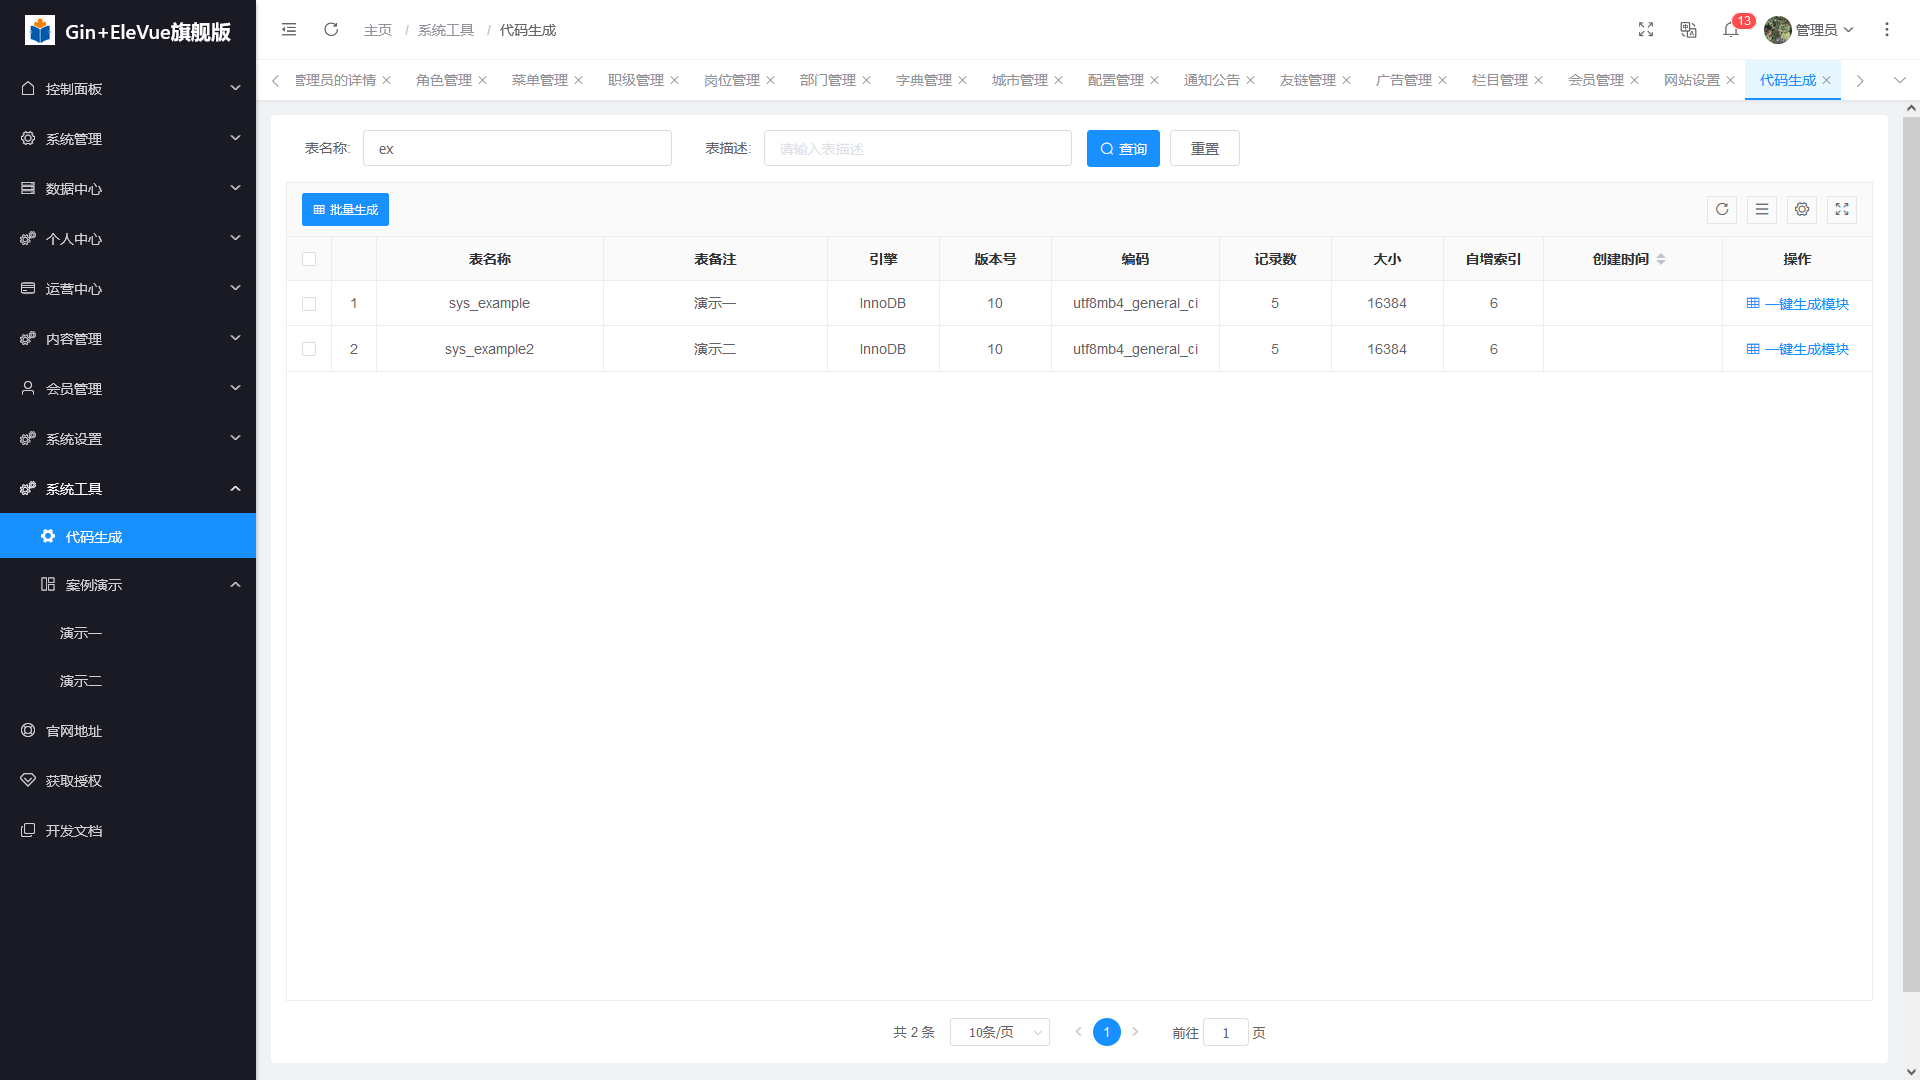 Gin+EleVue旗舰版
控制面板
系统管理
数据中心
个人中心
运营中心
内容管理
会员管理
系统设置
系统工具
代码生成
案例演示
演示一
演示二
官网地址
获取授权
开发文档
主页 / 系统工具 / 代码生成
13
管理员
管理员的详情 角色管理 菜单管理 职级管理 岗位管理 部门管理 字典管理 城市管理 配置管理 通知公告 友链管理 广告管理 栏目管理 会员管理 网站设置 代码生成
表名称: ex 表描述: 请输入表描述 查询 重置
批量生成
表名称 表备注 引擎 版本号 编码 记录数 大小 自增索引 创建时间 操作
1 sys_example 演示一 InnoDB 10 utf8mb4_general_ci 5 16384 6 一键生成模块
2 sys_example2 演示二 InnoDB 10 utf8mb4_general_ci 5 16384 6 一键生成模块
共 2 条 10条/页 1 前往 1 页